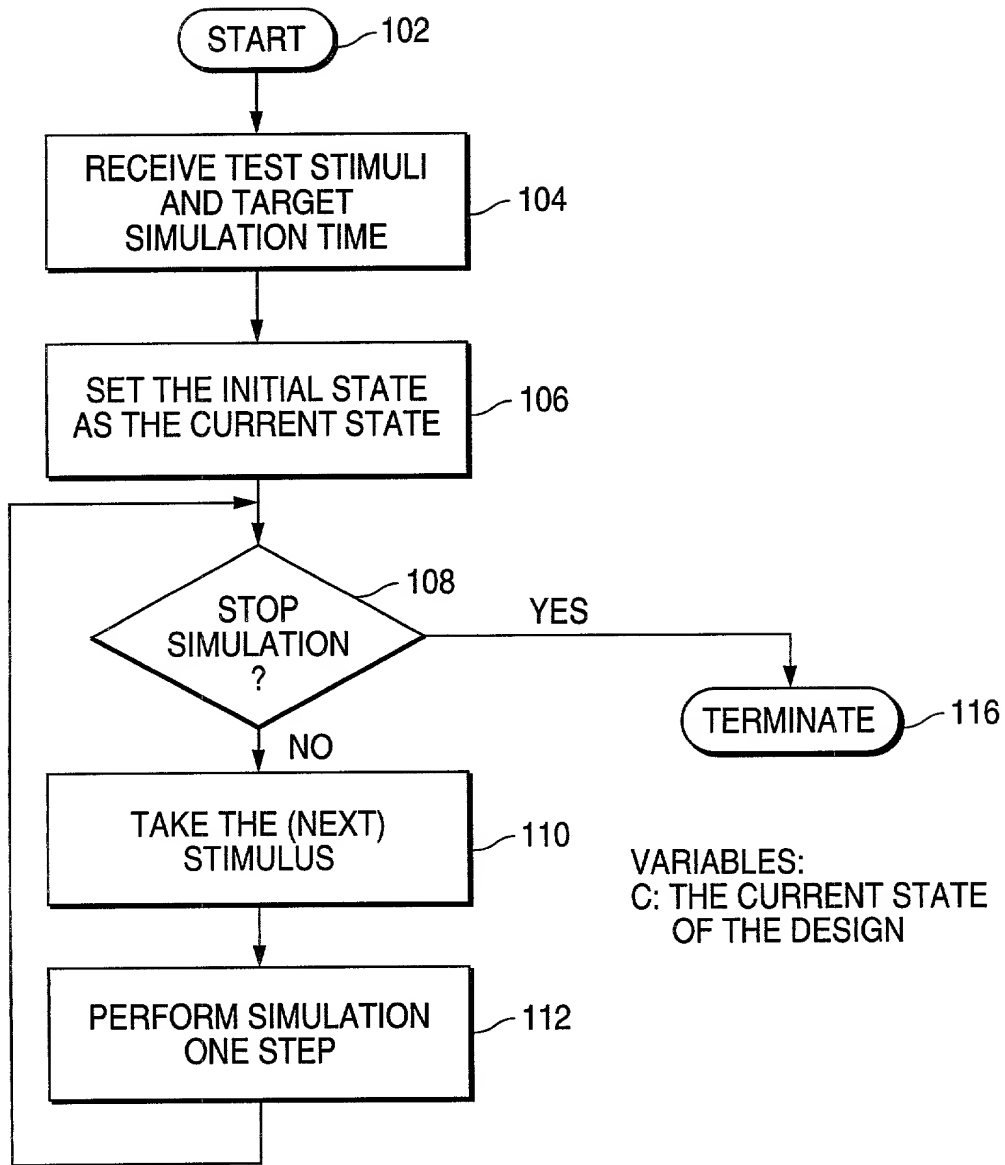 START
102
RECEIVE TEST STIMULI
AND TARGET
SIMULATION TIME
104
SET THE INITIAL STATE
AS THE CURRENT STATE
106
108
STOP
SIMULATION
?
YES
TERMINATE
116
NO
TAKE THE (NEXT)
STIMULUS
110
VARIABLES:
C: THE CURRENT STATE
OF THE DESIGN
PERFORM SIMULATION
ONE STEP
112